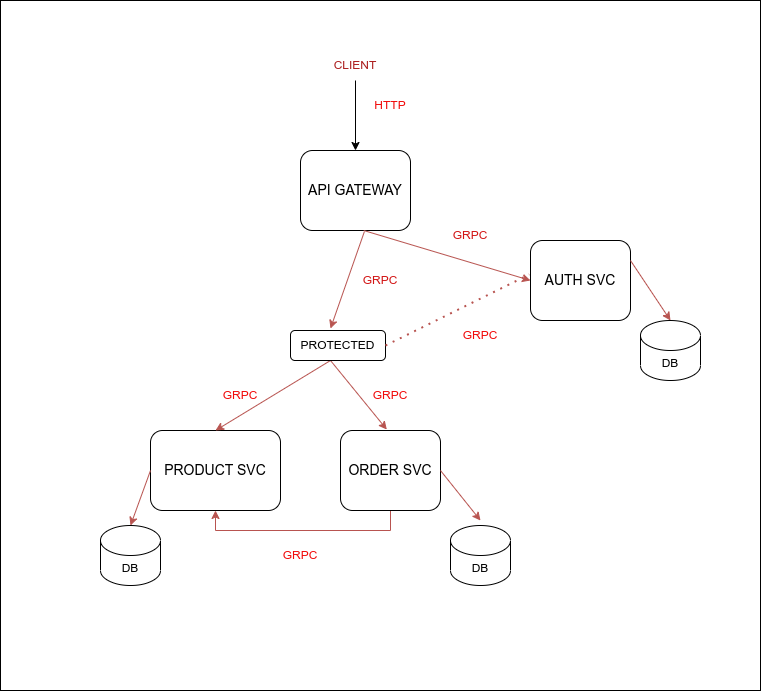 CLIENT
HTTP
API GATEWAY
GRPC
GRPC
AUTH SVC
GRPC
PROTECTED
DB
GRPC
GRPC
PRODUCT SVC
ORDER SVC
GRPC
DB
DB